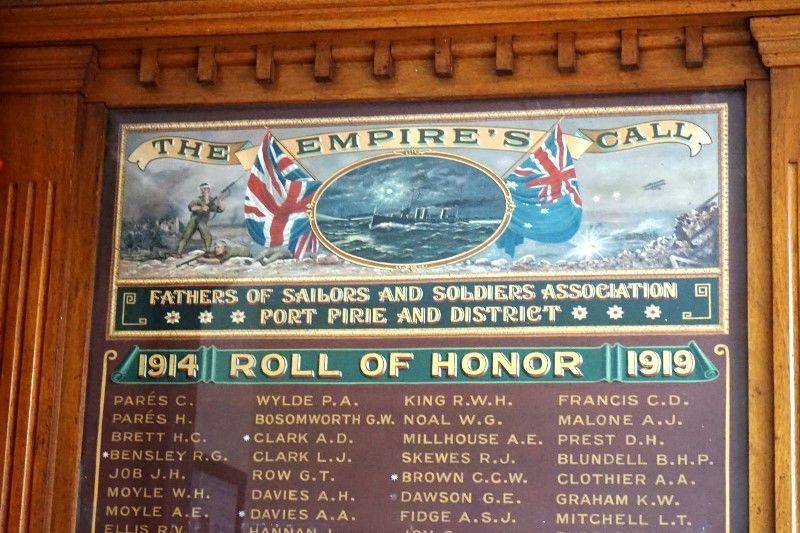 THE EMPIRE'S CALL
FATHERS OF SAILORS AND SOLDIERS ASSOCIATION
PORT PIRIE AND DISTRICT
1914 ROLL OF HONOR 1919
PARÉS C. WYLDE P.A. KING R.W.H. FRANCIS C.D.
PARÉS H. BOSOMWORTH G.W. NOAL W.G. MALONE A.J.
BRETT H.C. *CLARK A.D. MILLHOUSE A.E. PREST D.H.
*BENSLEY R.G. CLARK L.J. SKEWES R.J. BLUNDELL B.H.P.
JOB J.H. ROW G.T. *BROWN C.C.W. CLOTHIER A.A.
MOYLE W.H. DAVIES A.H. DAWSON G.E. GRAHAM K.W.
MOYLE A.E. *DAVIES A.A. FIDGE A.S.J. MITCHELL L.T.
ELLIS R.V. HANNAN J.